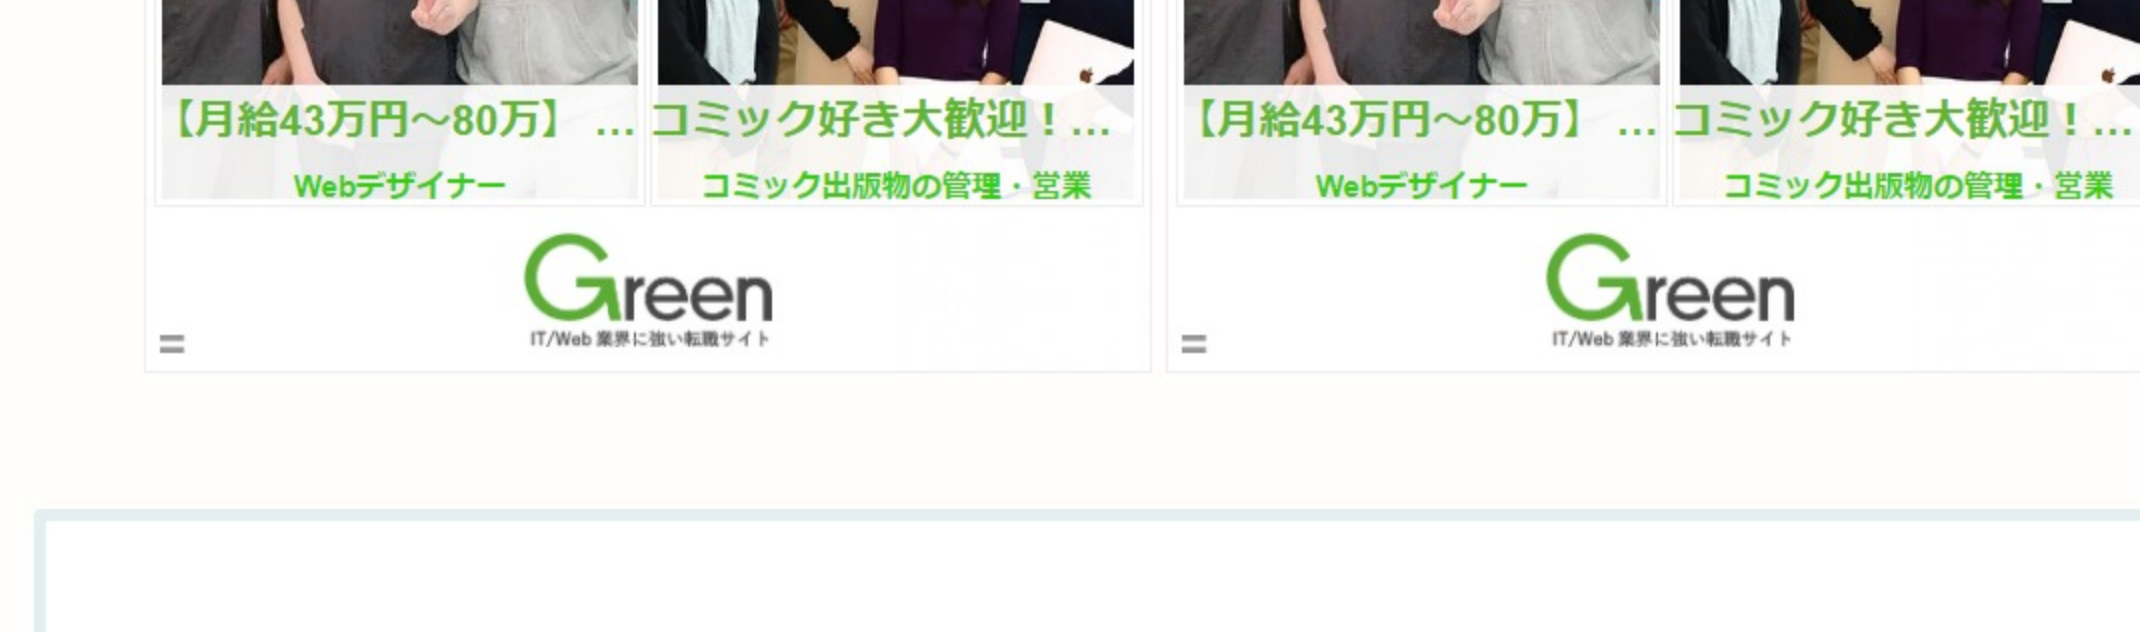 【月給43万円～80万】 …
コミック好き大歓迎！…
【月給43万円～80万】 …
コミック好き大歓迎！…
Webデザイナー
コミック出版物の管理・営業
Webデザイナー
コミック出版物の管理・営業
Green
Green
IT/Web 業界に強い転職サイト
IT/Web 業界に強い転職サイト